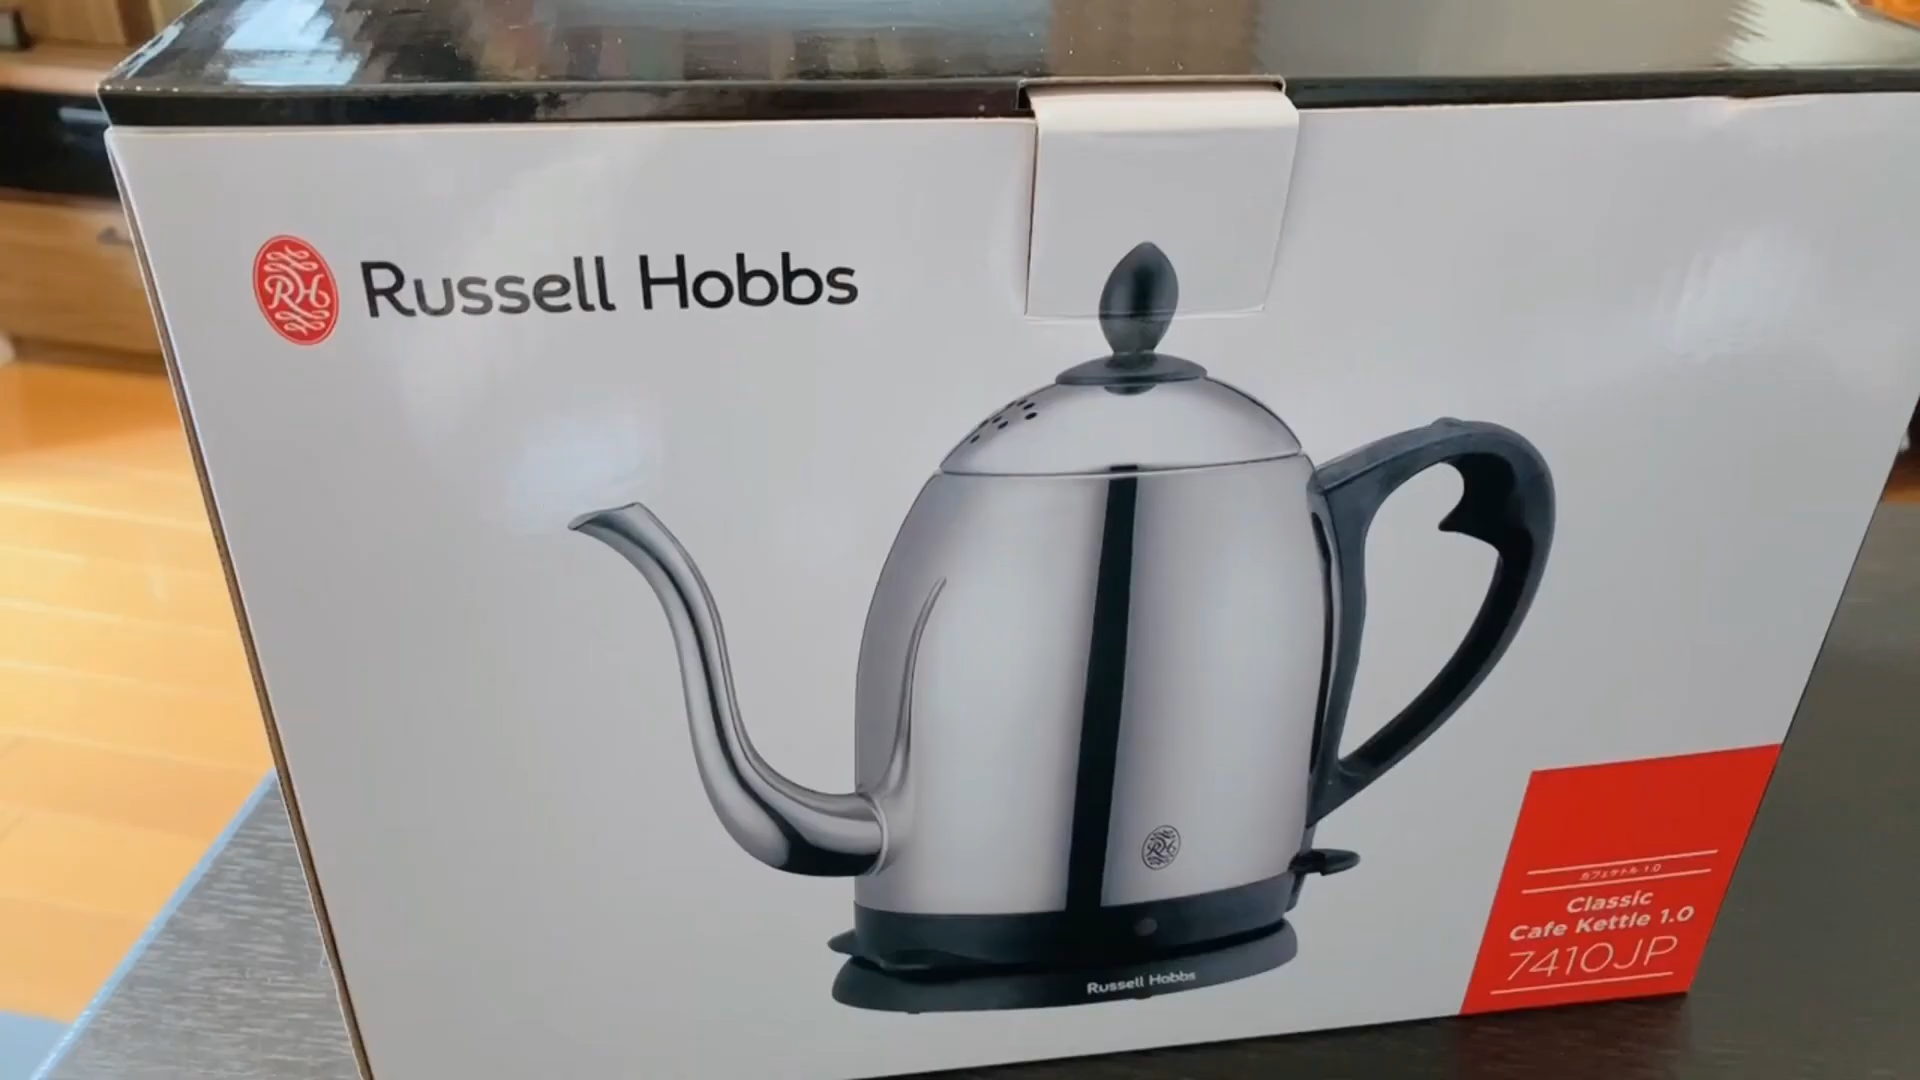 RH
Russell Hobbs
RH
Russell Hobbs
カフェケトル 1.0
Classic
Cafe Kettle 1.0
7410JP